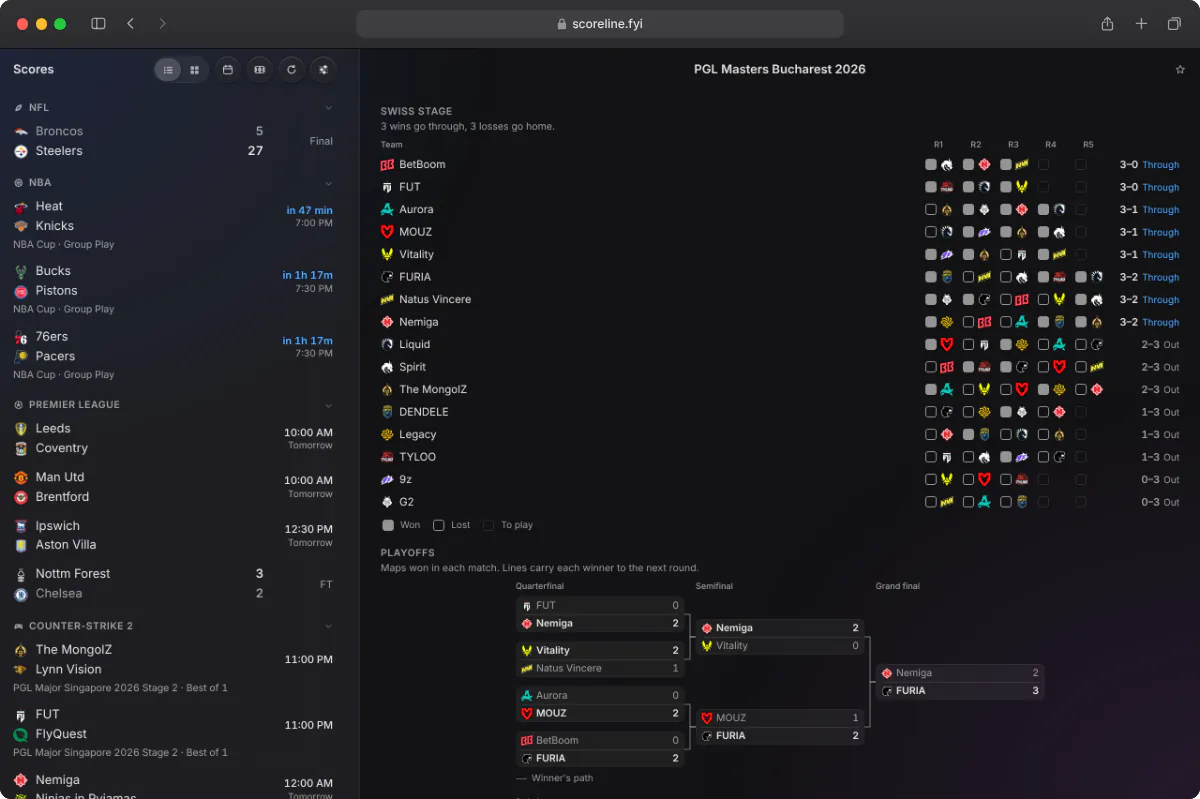 scoreline.fyi
Scores
NFL
Broncos 5
Steelers 27
Final
NBA
Heat
Knicks
in 47 min
7:00 PM
NBA Cup · Group Play
Bucks
Pistons
in 1h 17m
7:30 PM
NBA Cup · Group Play
76ers
Pacers
in 1h 17m
7:30 PM
NBA Cup · Group Play
PREMIER LEAGUE
Leeds
Coventry
10:00 AM
Tomorrow
Man Utd
Brentford
10:00 AM
Tomorrow
Ipswich
Aston Villa
12:30 PM
Tomorrow
Nottm Forest 3
Chelsea 2
FT
COUNTER-STRIKE 2
The MongolZ
Lynn Vision
11:00 PM
PGL Major Singapore 2026 Stage 2 · Best of 1
FUT
FlyQuest
11:00 PM
PGL Major Singapore 2026 Stage 2 · Best of 1
Nemiga
Ninjas in Pyjamas
12:00 AM
Tomorrow
PGL Masters Bucharest 2026
SWISS STAGE
3 wins go through, 3 losses go home.
Team R1 R2 R3 R4 R5
BetBoom 3–0 Through
FUT 3–0 Through
Aurora 3–1 Through
MOUZ 3–1 Through
Vitality 3–1 Through
FURIA 3–2 Through
Natus Vincere 3–2 Through
Nemiga 3–2 Through
Liquid 2–3 Out
Spirit 2–3 Out
The MongolZ 2–3 Out
DENDELE 1–3 Out
Legacy 1–3 Out
TYLOO 1–3 Out
9z 0–3 Out
G2 0–3 Out
Won Lost To play
PLAYOFFS
Maps won in each match. Lines carry each winner to the next round.
Quarterfinal
FUT 0
Nemiga 2
Vitality 2
Natus Vincere 1
Aurora 0
MOUZ 2
BetBoom 0
FURIA 2
Semifinal
Nemiga 2
Vitality 0
MOUZ 1
FURIA 2
Grand final
Nemiga 2
FURIA 3
Winner's path